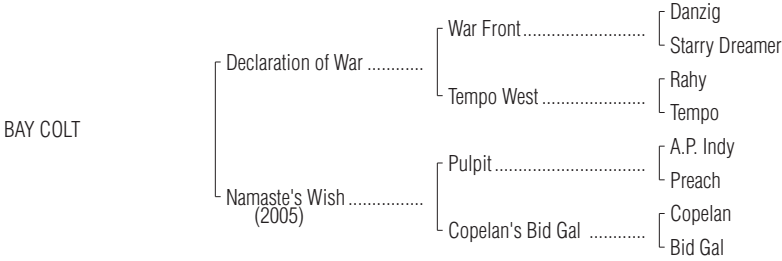 Danzig
War Front..........................
Starry Dreamer
Declaration of War ............
Rahy
Tempo West ......................
Tempo
BAY COLT
A.P. Indy
Pulpit................................
Preach
Namaste's Wish ................
(2005)
Copelan
Copelan's Bid Gal ............
Bid Gal